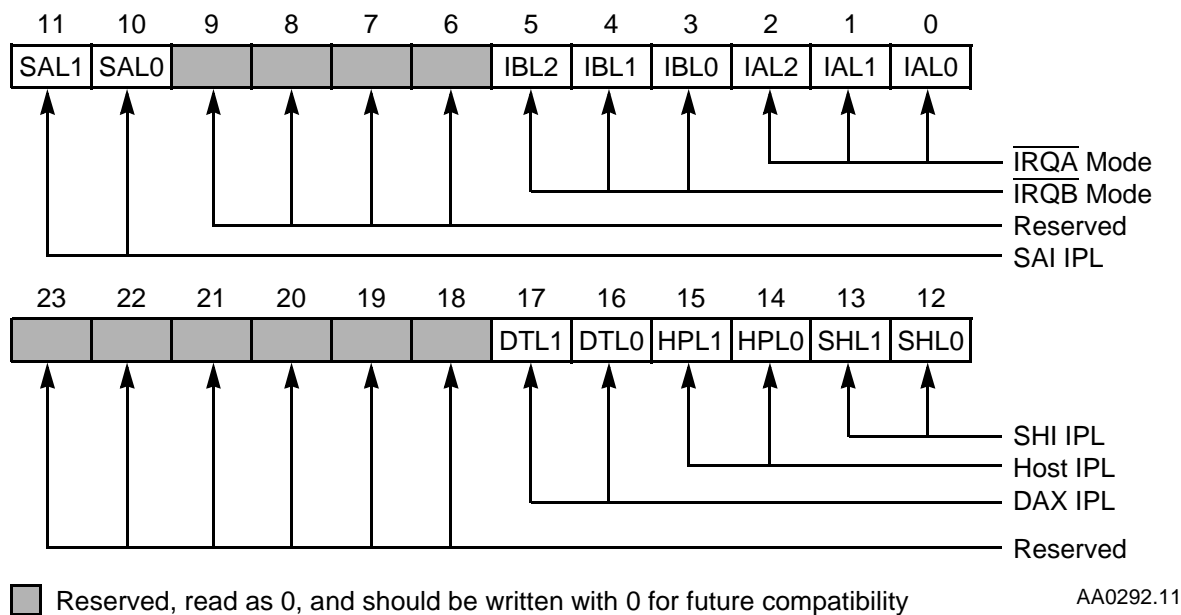 11 10 9 8 7 6 5 4 3 2 1 0
SAL1 SAL0 IBL2 IBL1 IBL0 IAL2 IAL1 IAL0
IRQA Mode
IRQB Mode
Reserved
SAI IPL
23 22 21 20 19 18 17 16 15 14 13 12
DTL1 DTL0 HPL1 HPL0 SHL1 SHL0
SHI IPL
Host IPL
DAX IPL
Reserved
Reserved, read as 0, and should be written with 0 for future compatibility
AA0292.11